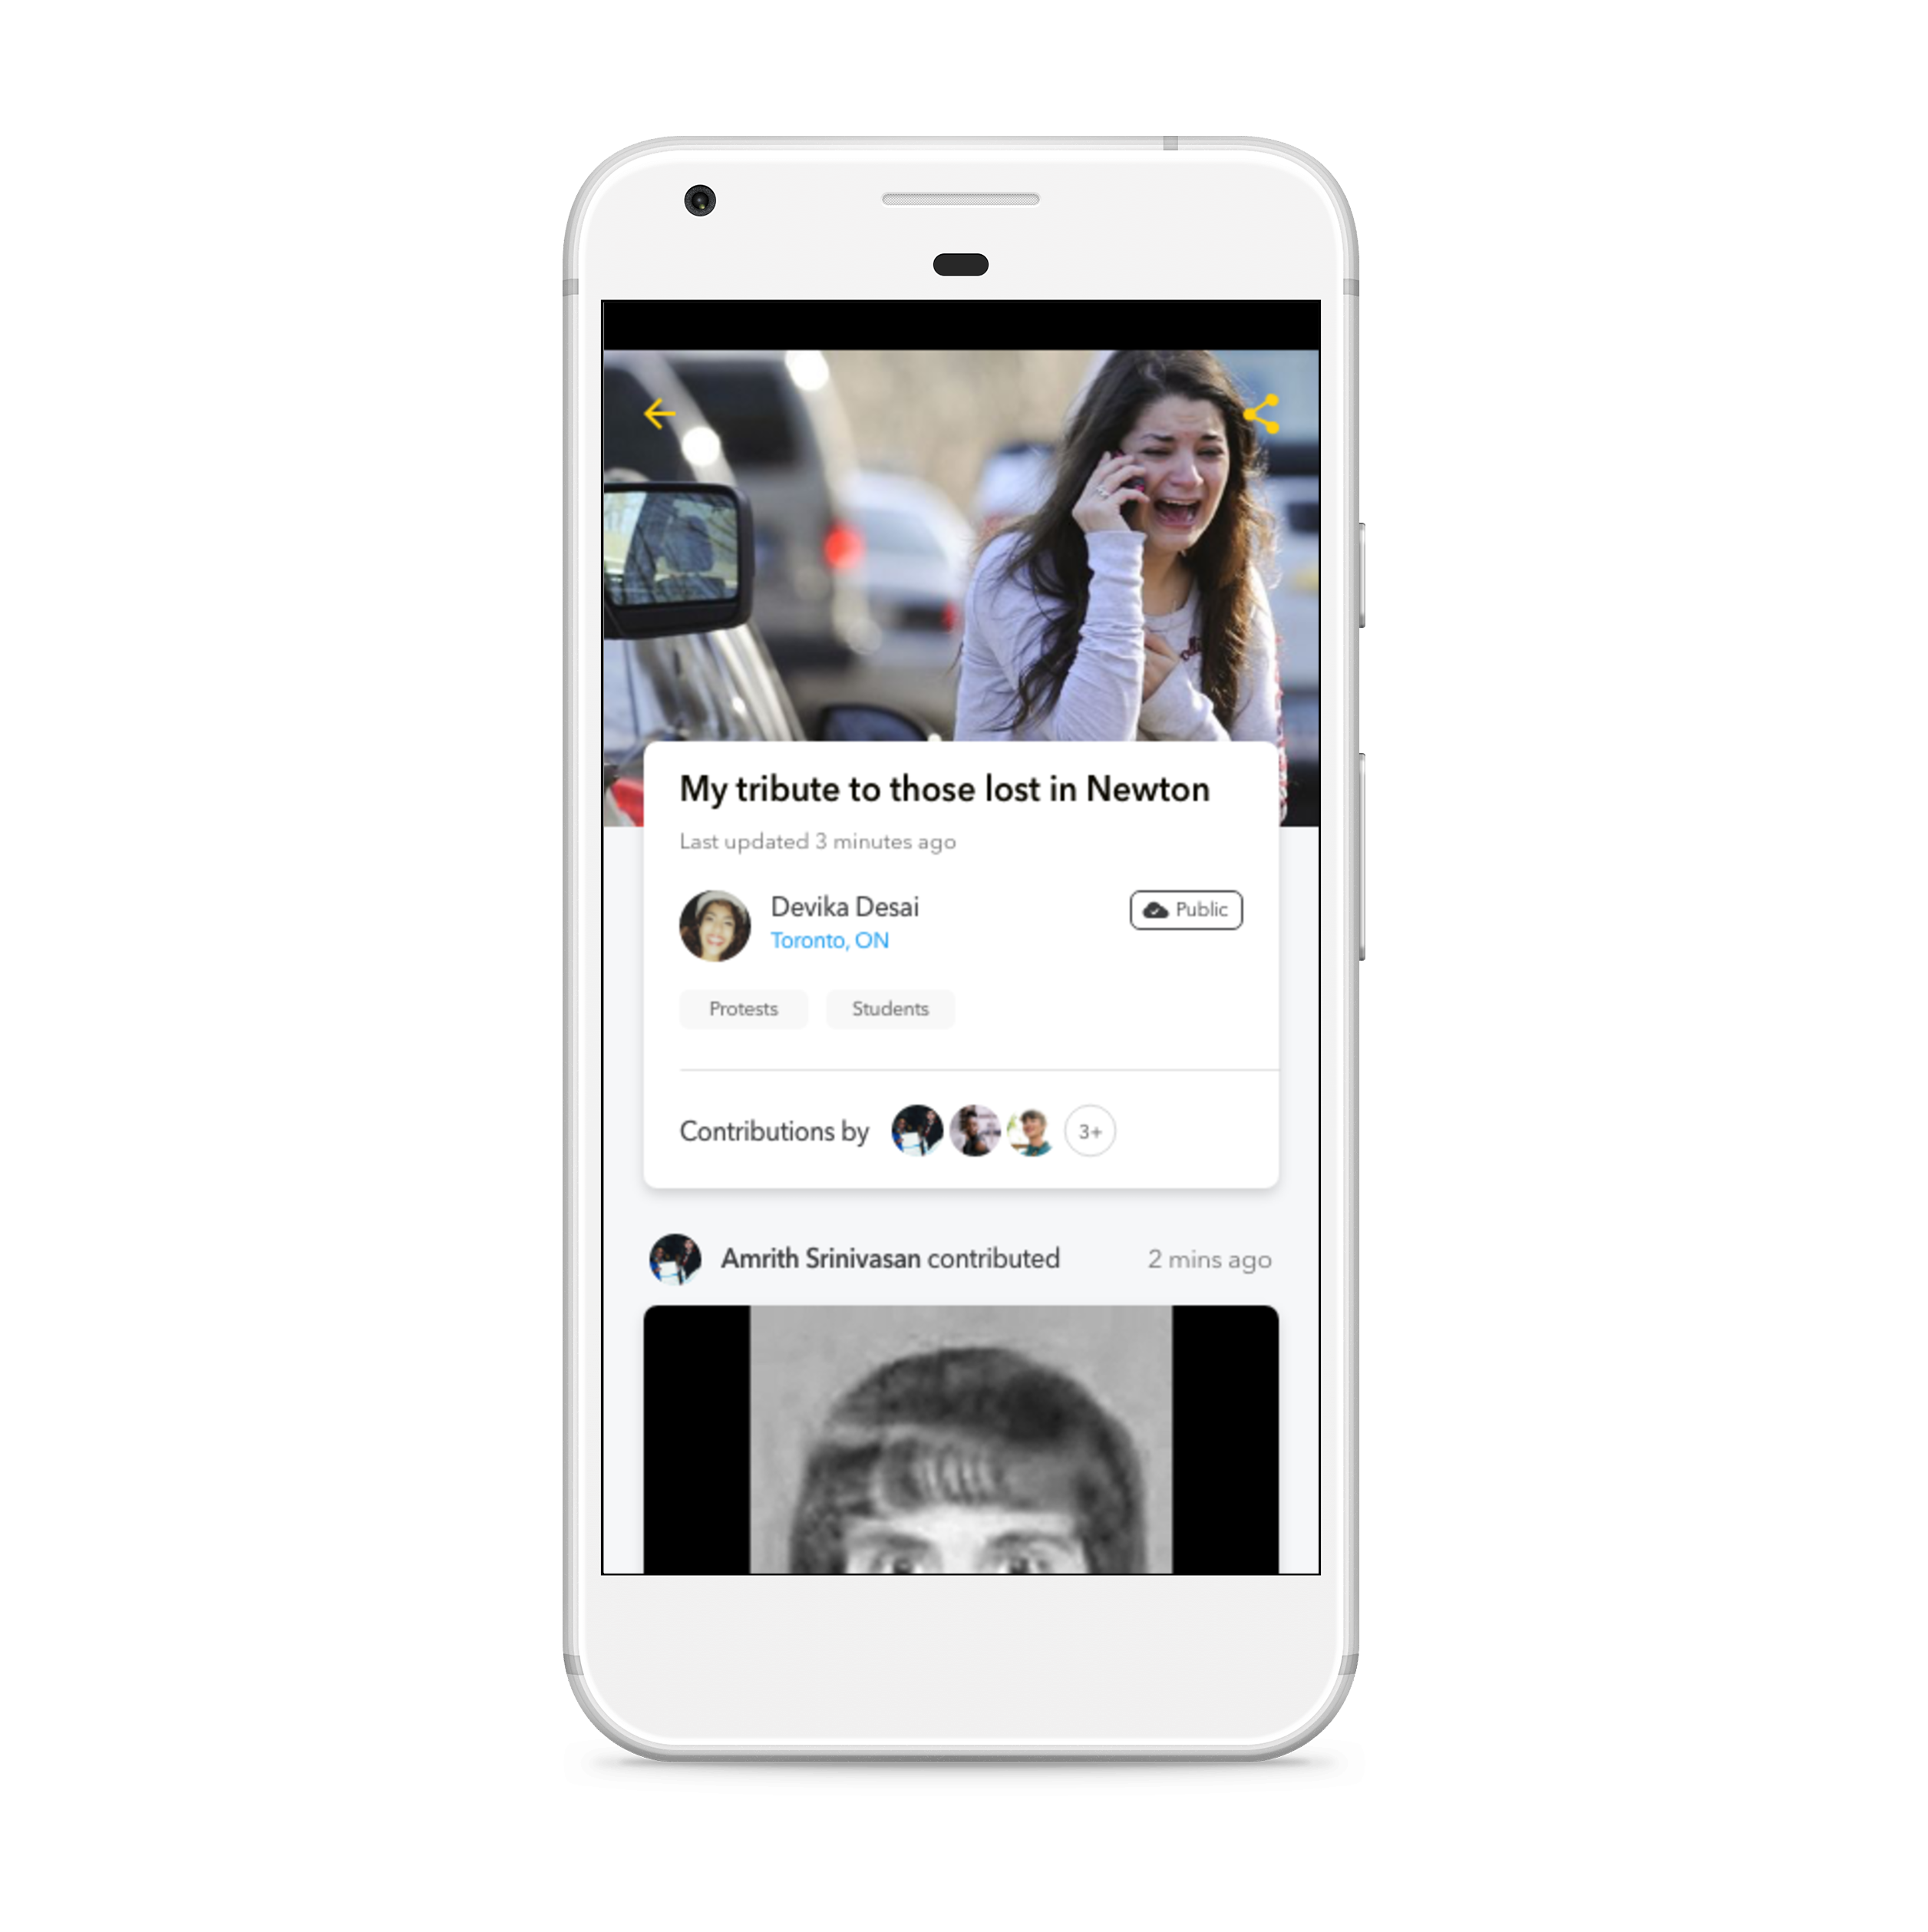 My tribute to those lost in Newton
Last updated 3 minutes ago
Devika Desai
Public
Toronto, ON
Protests
Students
Contributions by
3+
Amrith Srinivasan contributed
2 mins ago